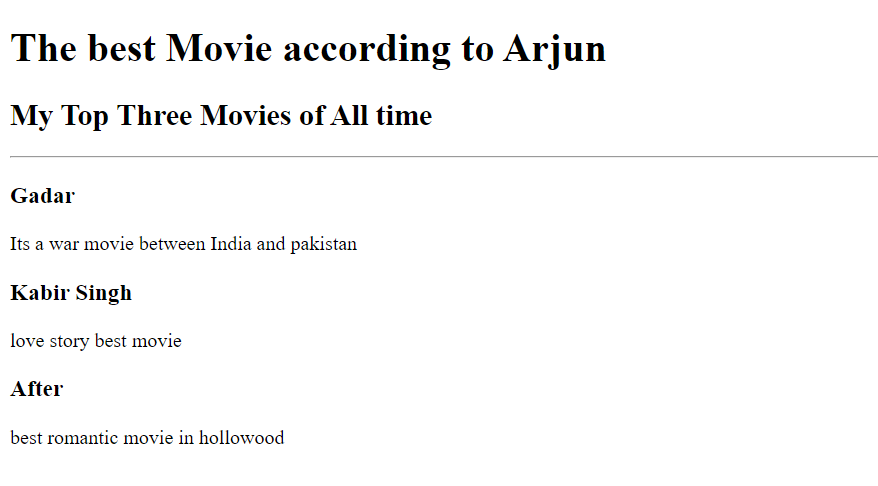 The best Movie according to Arjun
My Top Three Movies of All time
Gadar
Its a war movie between India and pakistan
Kabir Singh
love story best movie
After
best romantic movie in hollowood